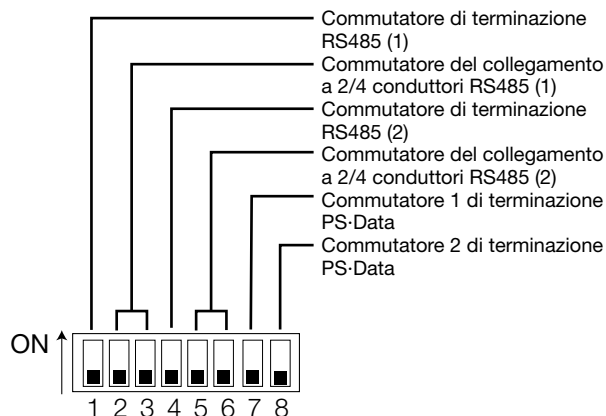 Commutatore di terminazione
RS485 (1)
Commutatore del collegamento
a 2/4 conduttori RS485 (1)
Commutatore di terminazione
RS485 (2)
Commutatore del collegamento
a 2/4 conduttori RS485 (2)
Commutatore 1 di terminazione
PS·Data
Commutatore 2 di terminazione
PS·Data
ON
1 2 3 4 5 6 7 8